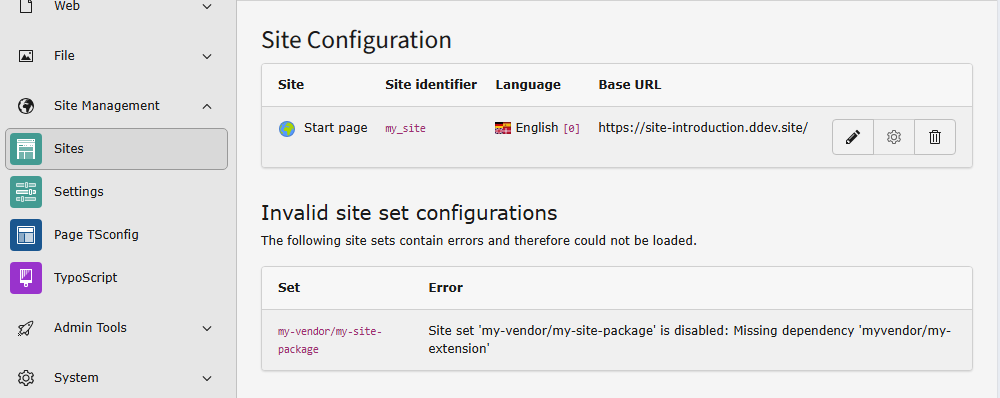 Web
File
Site Management
Sites
Settings
Page TSconfig
TypoScript
Admin Tools
System
Site Configuration
Site Site identifier Language Base URL
Start page my_site English [0] https://site-introduction.ddev.site/
Invalid site set configurations
The following site sets contain errors and therefore could not be loaded.
Set Error
my-vendor/my-site-
package
Site set 'my-vendor/my-site-package' is disabled: Missing dependency 'myvendor/my-
extension'